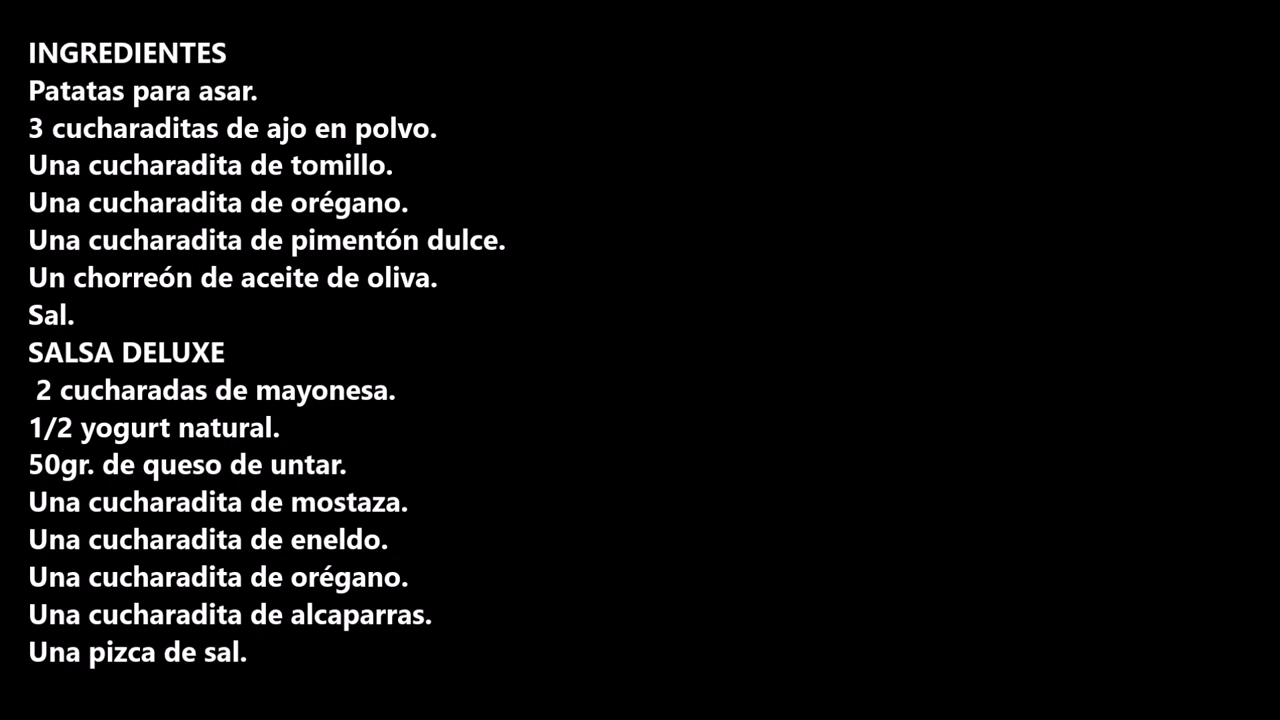 INGREDIENTES
Patatas para asar.
3 cucharaditas de ajo en polvo.
Una cucharadita de tomillo.
Una cucharadita de orégano.
Una cucharadita de pimentón dulce.
Un chorreón de aceite de oliva.
Sal.
SALSA DELUXE
2 cucharadas de mayonesa.
1/2 yogurt natural.
50gr. de queso de untar.
Una cucharadita de mostaza.
Una cucharadita de eneldo.
Una cucharadita de orégano.
Una cucharadita de alcaparras.
Una pizca de sal.